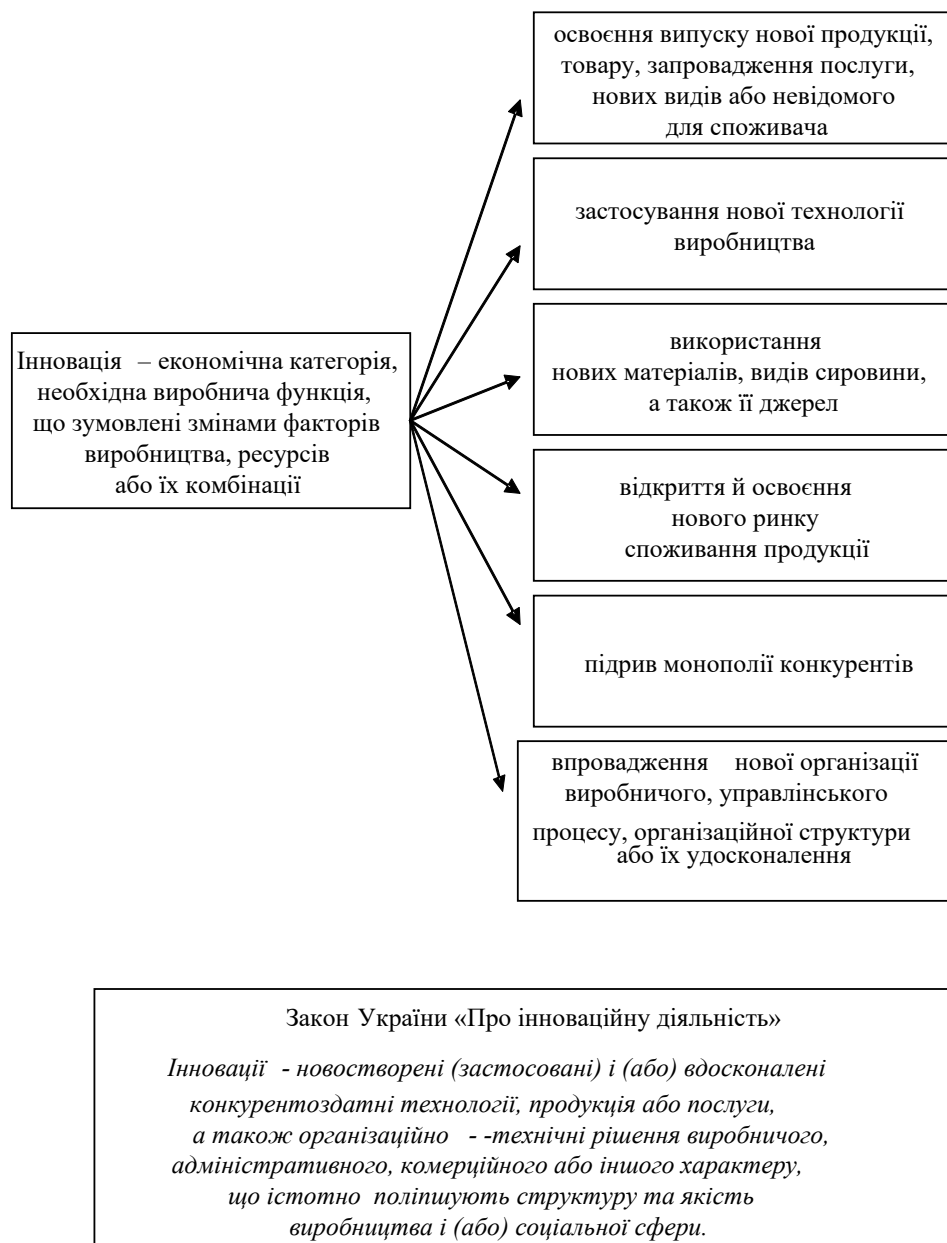 освоєння випуску нової продукції,
товару, запровадження послуги,
нових видів або невідомого
для споживача
застосування нової технології
виробництва
Інновація – економічна категорія,
необхідна виробнича функція,
що зумовлені змінами факторів
виробництва, ресурсів
або їх комбінації
використання
нових матеріалів, видів сировини,
а також її джерел
відкриття й освоєння
нового ринку
споживання продукції
підрив монополії конкурентів
впровадження нової організації
виробничого, управлінського
процесу, організаційної структури
або їх удосконалення
Закон України «Про інноваційну діяльність»
Інновації - новостворені (застосовані) і (або) вдосконалені
конкурентоздатні технології, продукція або послуги,
а також організаційно - -технічні рішення виробничого,
адміністративного, комерційного або іншого характеру,
що істотно поліпшують структуру та якість
виробництва і (або) соціальної сфери.